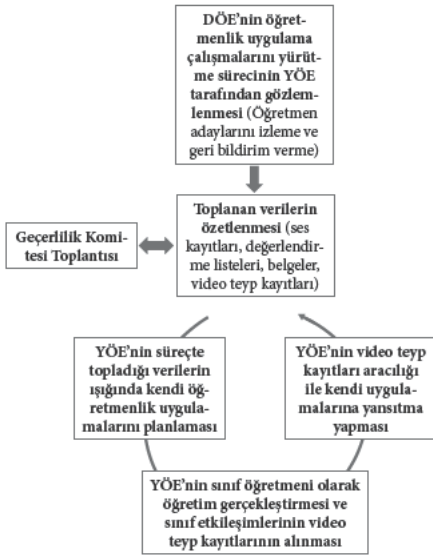 DÖE’nin öğret-
menlik uygulama
çalışmalarını yürüt-
me sürecinin YÖE
tarafından gözlem-
lenmesi (Öğretmen
adaylarını izleme ve
geri bildirim verme)
Toplanan verilerin
özetlenmesi (ses
kayıtları, değerlendir-
me listeleri, belgeler,
video teyp kayıtları)
Geçerlilik Komi-
tesi Toplantısı
YÖE’nin süreçte
topladığı verilerin
ışığında kendi öğ-
retmenlik uygula-
malarını planlaması
YÖE’nin video teyp
kayıtları aracılığı
ile kendi uygula-
malarına yansıtma
yapması
YÖE’nin sınıf öğretmeni olarak
öğretim gerçekleştirmesi ve
sınıf etkileşimlerinin video
teyp kayıtlarının alınması